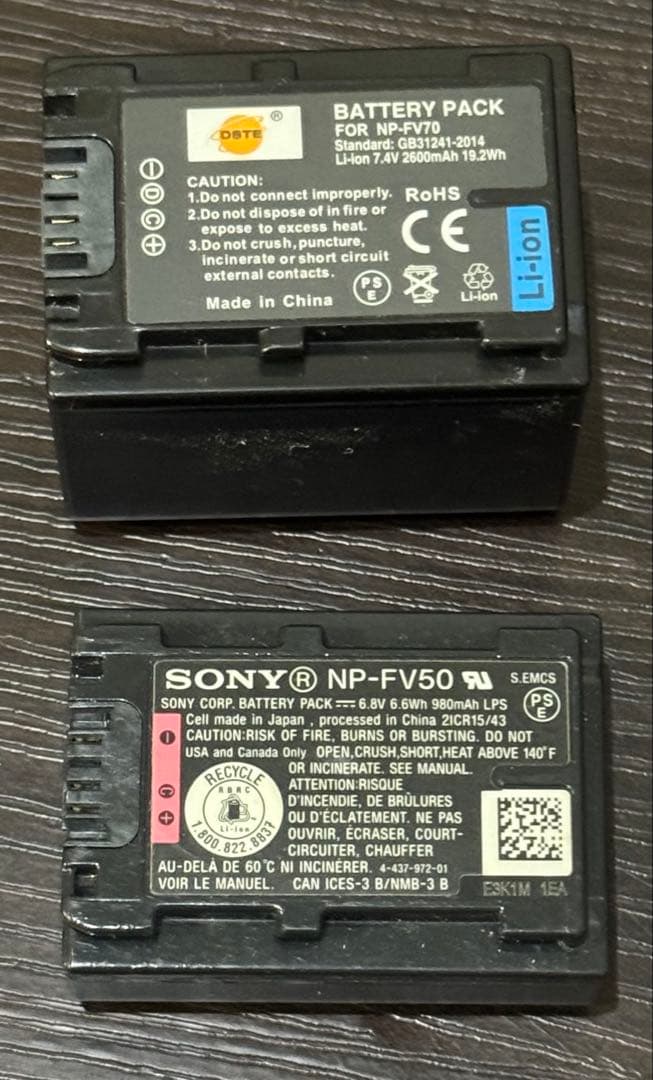 DSTE ®
BATTERY PACK
FOR NP-FV70
Standard: GB31241-2014
Li-ion 7.4V 2600mAh 19.2Wh
CAUTION:
1.Do not connect improperly.
2.Do not dispose of in fire or
expose to excess heat.
3.Do not crush,puncture,
incinerate or short circuit
external contacts.
Made in China
RoHS
CE
PS
E
Li-ion
Li-ion
D
C
SONY® NP-FV50
S.EMCS
SONY CORP. BATTERY PACK 6.8V 6.6Wh 980mAh LPS
PS
E
Cell made in Japan , processed in China 2ICR15/43
CAUTION:RISK OF FIRE, BURNS OR BURSTING. DO NOT
USA and Canada Only OPEN,CRUSH,SHORT,HEAT ABOVE 140°F
OR INCINERATE. SEE MANUAL.
ATTENTION:RISQUE
D'INCENDIE, DE BRÛLURES
OU D'ÉCLATEMENT. NE PAS
OUVRIR, ÉCRASER, COURT-
CIRCUITER, CHAUFFER
AU-DELÀ DE 60°C NI INCINÉRER. 4-437-972-01
VOIR LE MANUEL. CAN ICES-3 B/NMB-3 B
RECYCLE
RBRC
Li-ion
1.800.822.8837
C
E3K1M 1EA